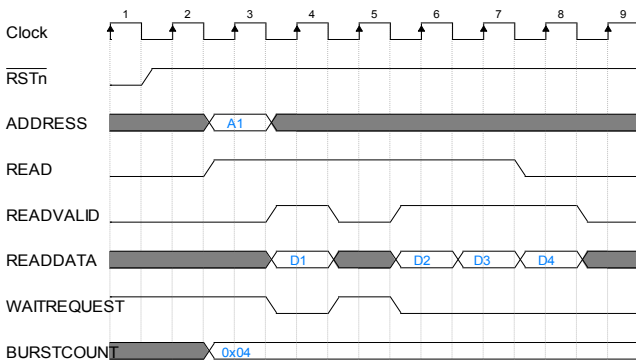 1 2 3 4 5 6 7 8 9
Clock
RSTn
ADDRESS A1
READ
READVALID
READDATA D1 D2 D3 D4
WAITREQUEST
BURSTCOUNT 0x04